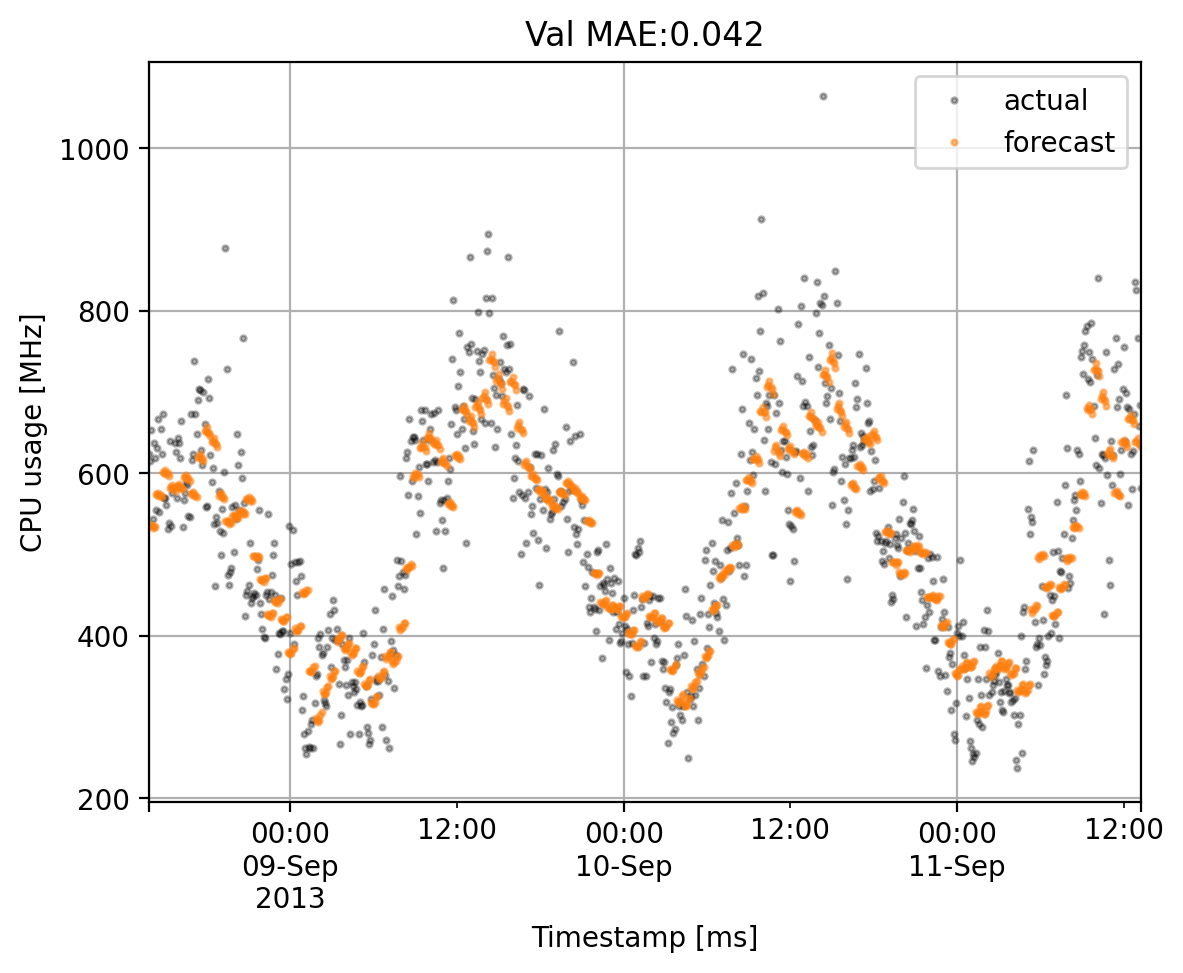 Val MAE:0.042
actual
forecast
1000
800
600
400
200
CPU usage [MHz]
00:00 12:00 00:00 12:00 00:00 12:00
09-Sep 10-Sep 11-Sep
2013
Timestamp [ms]